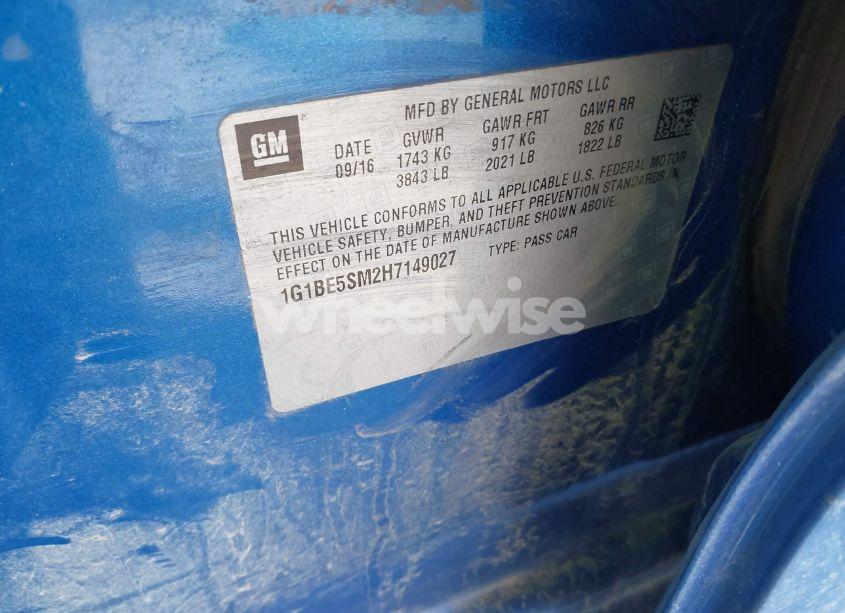 MFD BY GENERAL MOTORS LLC
GM
DATE GVWR GAWR FRT GAWR RR
09/16 1743 KG 917 KG 826 KG
3843 LB 2021 LB 1822 LB
THIS VEHICLE CONFORMS TO ALL APPLICABLE U.S. FEDERAL MOTOR
VEHICLE SAFETY, BUMPER, AND THEFT PREVENTION STANDARDS IN
EFFECT ON THE DATE OF MANUFACTURE SHOWN ABOVE.
1G1BE5SM2H7149027 TYPE: PASS CAR
wheelwise